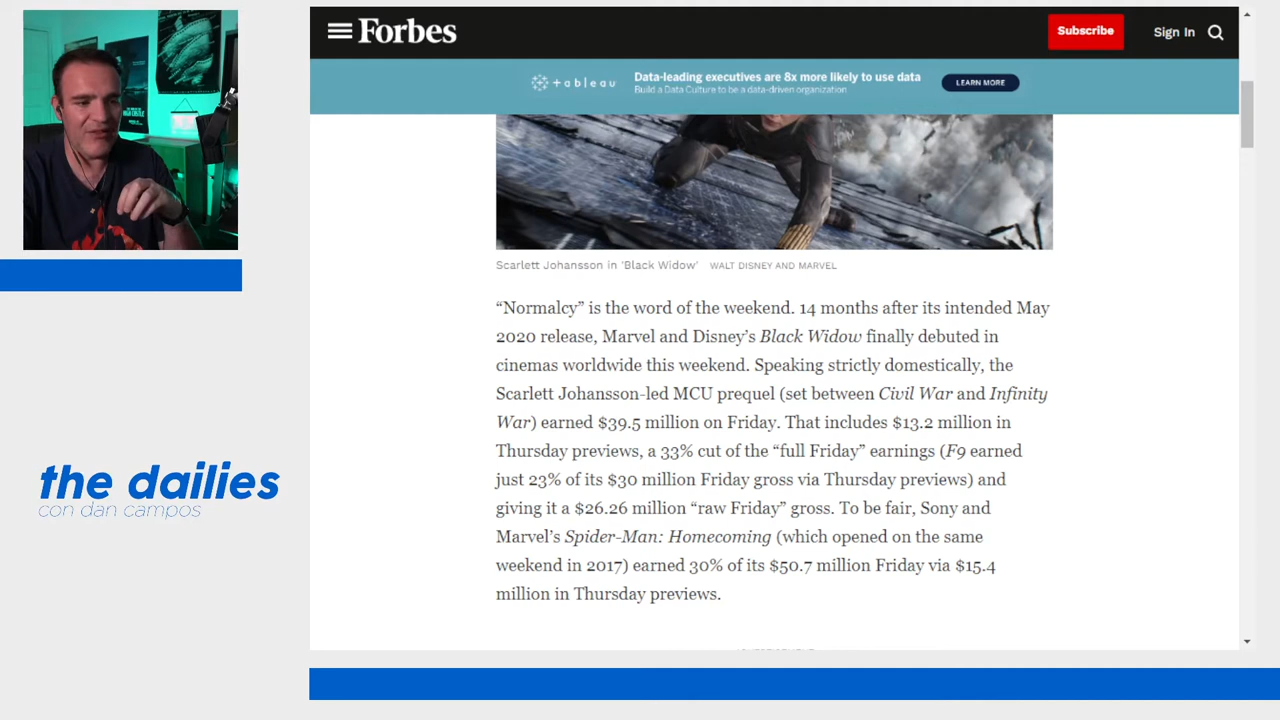 Forbes
Subscribe
Sign In
+ a b l e a u
Data-leading executives are 8x more likely to use data
Build a Data Culture to be a data-driven organization
LEARN MORE
Scarlett Johansson in 'Black Widow' WALT DISNEY AND MARVEL
“Normalcy” is the word of the weekend. 14 months after its intended May
2020 release, Marvel and Disney’s Black Widow finally debuted in
cinemas worldwide this weekend. Speaking strictly domestically, the
Scarlett Johansson-led MCU prequel (set between Civil War and Infinity
War) earned $39.5 million on Friday. That includes $13.2 million in
Thursday previews, a 33% cut of the “full Friday” earnings (F9 earned
just 23% of its $30 million Friday gross via Thursday previews) and
giving it a $26.26 million “raw Friday” gross. To be fair, Sony and
Marvel’s Spider-Man: Homecoming (which opened on the same
weekend in 2017) earned 30% of its $50.7 million Friday via $15.4
million in Thursday previews.
the dailies
con dan campos